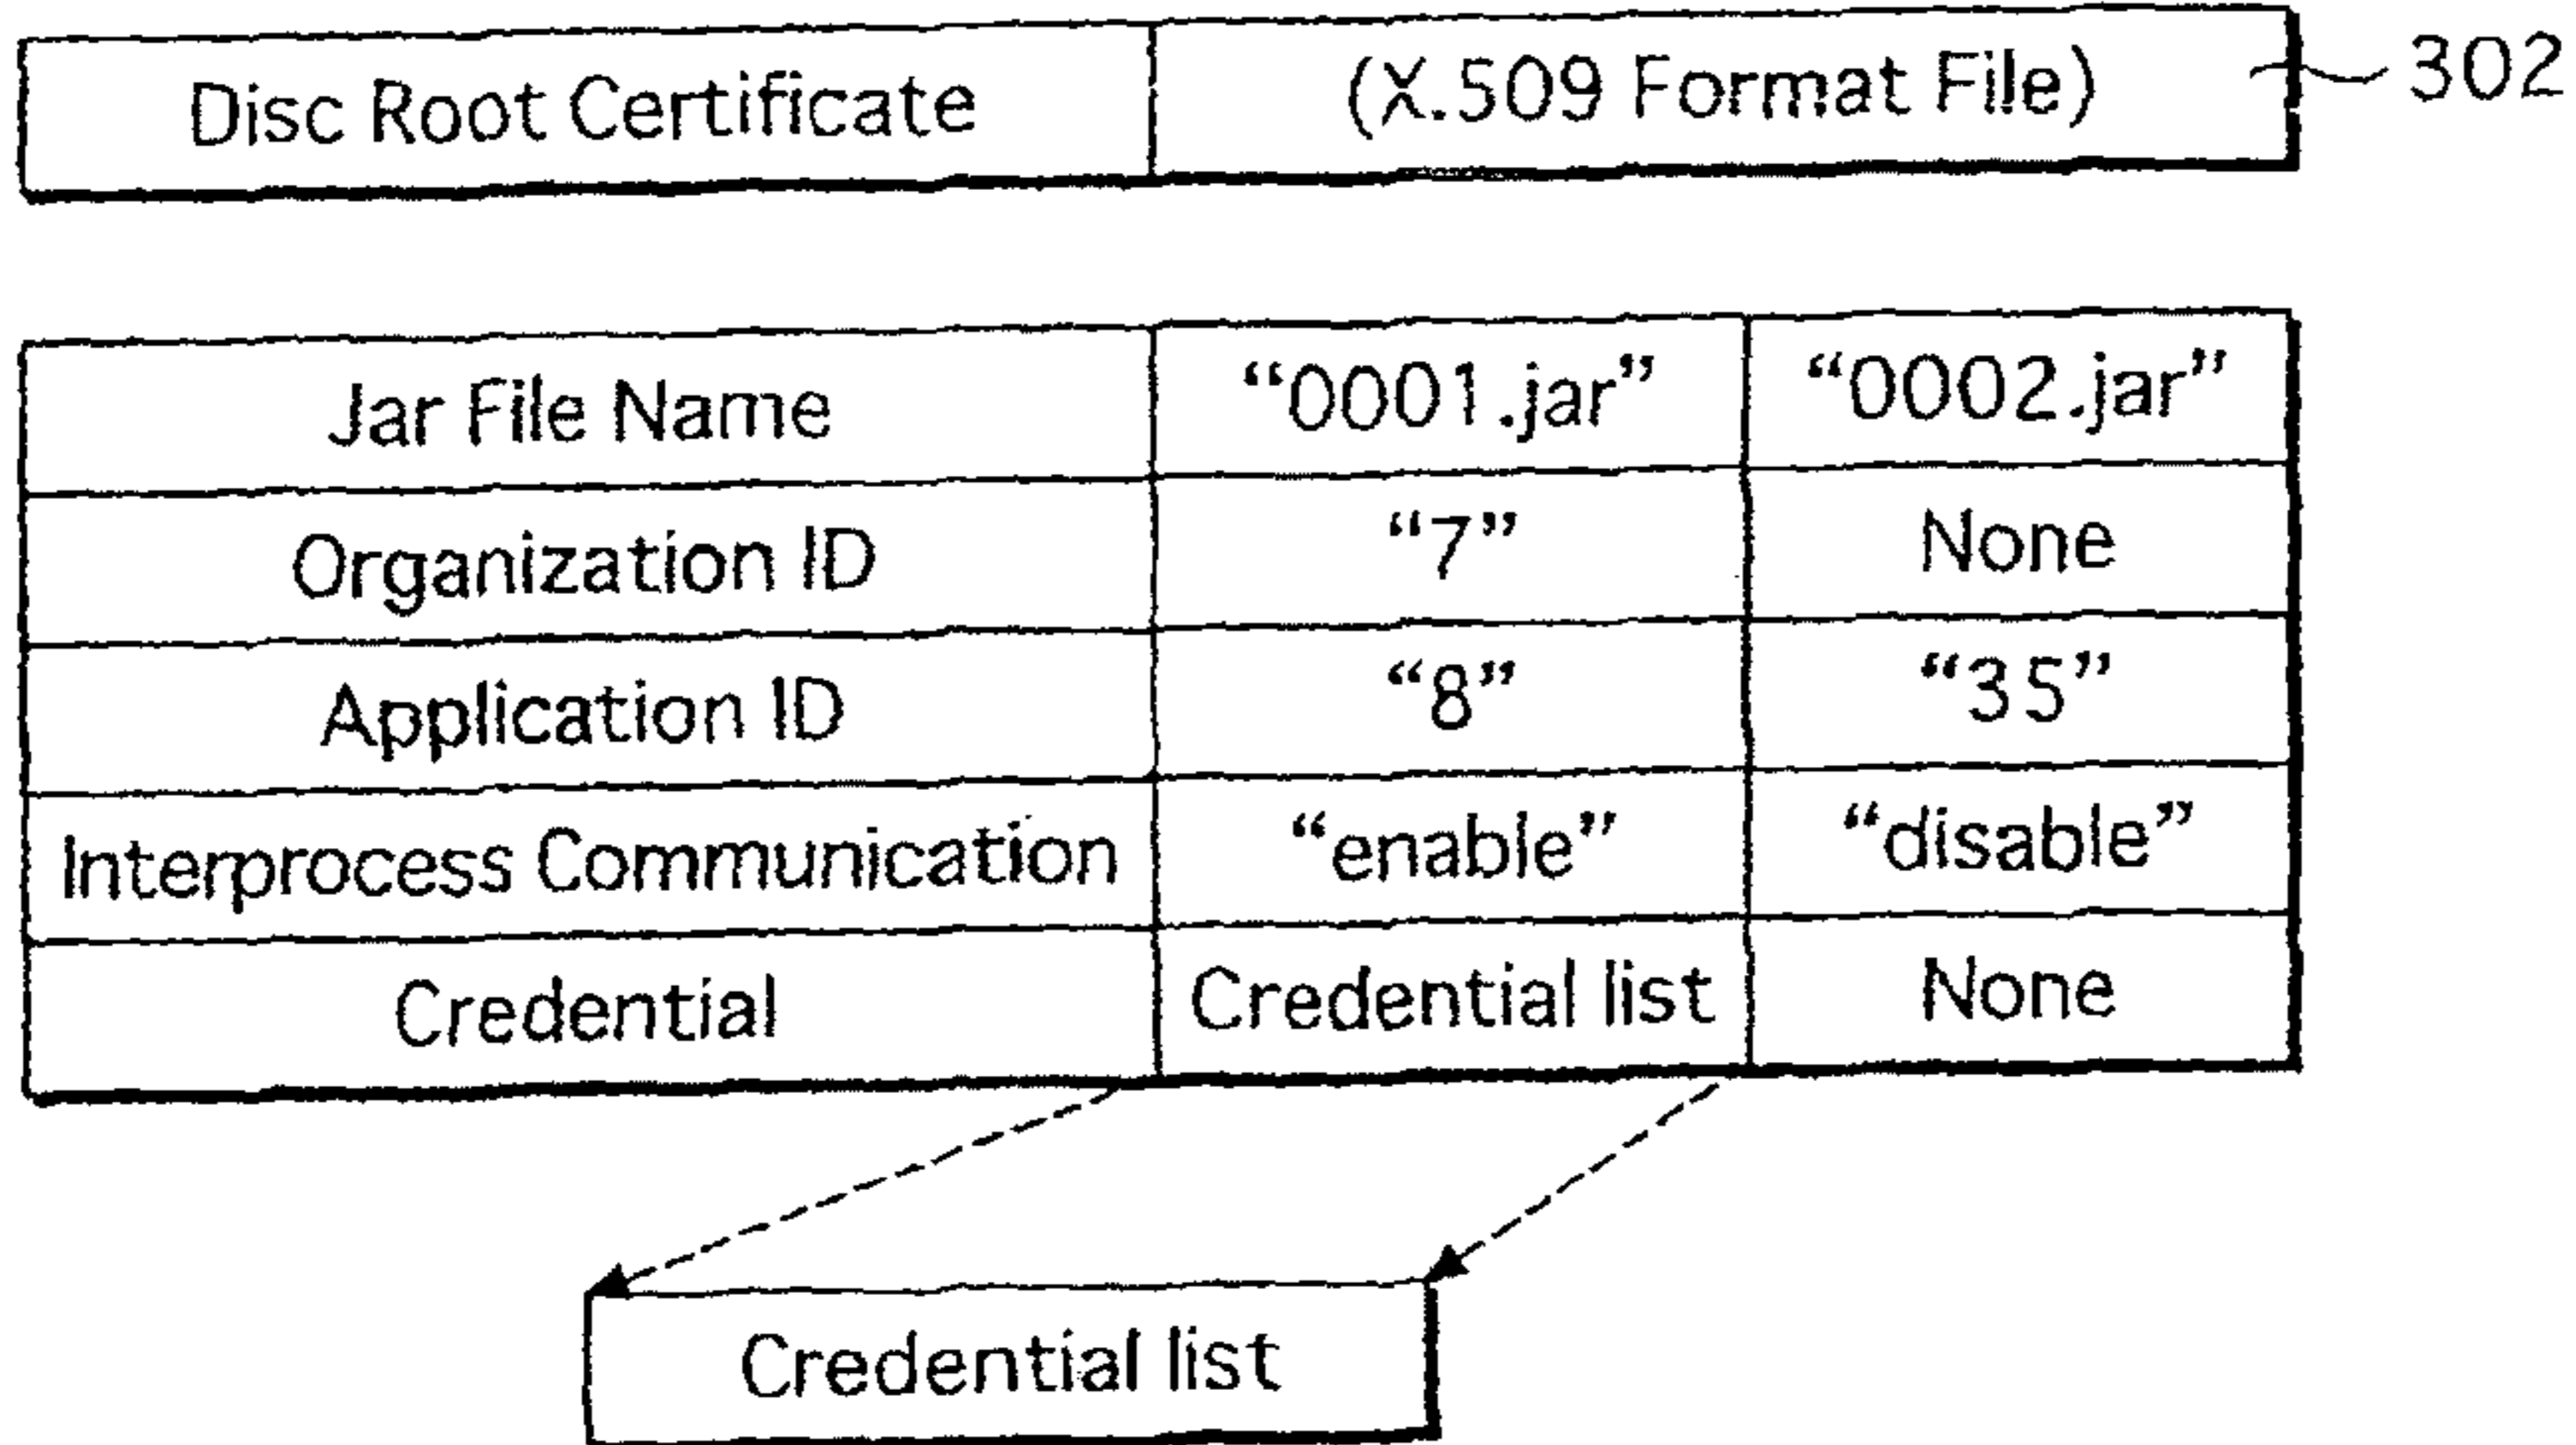 Disc Root Certificate (X.509 Format File) 302
Jar File Name “0001.jar” “0002.jar”
Organization ID “7” None
Application ID “8” “35”
Interprocess Communication “enable” “disable”
Credential Credential list None
Credential list